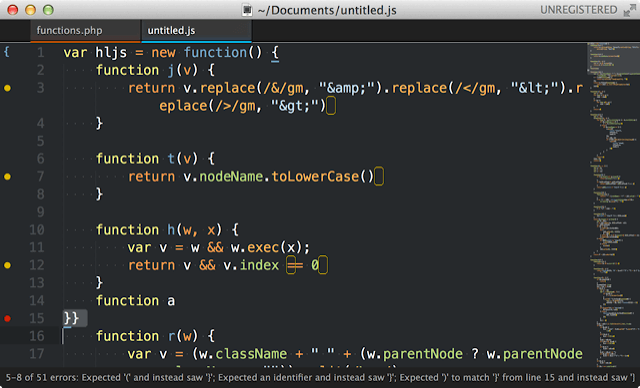 ~/Documents/untitled.js
UNREGISTERED
functions.php
untitled.js
{ 1 var hljs = new function() {
2 function j(v) {
3 return v.replace(/&/gm, "&amp;").replace(/</gm, "&lt;").r
eplace(/>/gm, "&gt;")
4 }
5
6 function t(v) {
7 return v.nodeName.toLowerCase()
8 }
9
10 function h(w, x) {
11 var v = w && w.exec(x);
12 return v && v.index == 0
13 }
14 function a
15 }}
16 function r(w) {
17 var v = (w.className + " " + (w.parentNode ? w.parentNode
5-8 of 51 errors: Expected '(' and instead saw '}'; Expected an identifier and instead saw '}'; Expected ')' to match '}' from line 15 and instead saw '}'